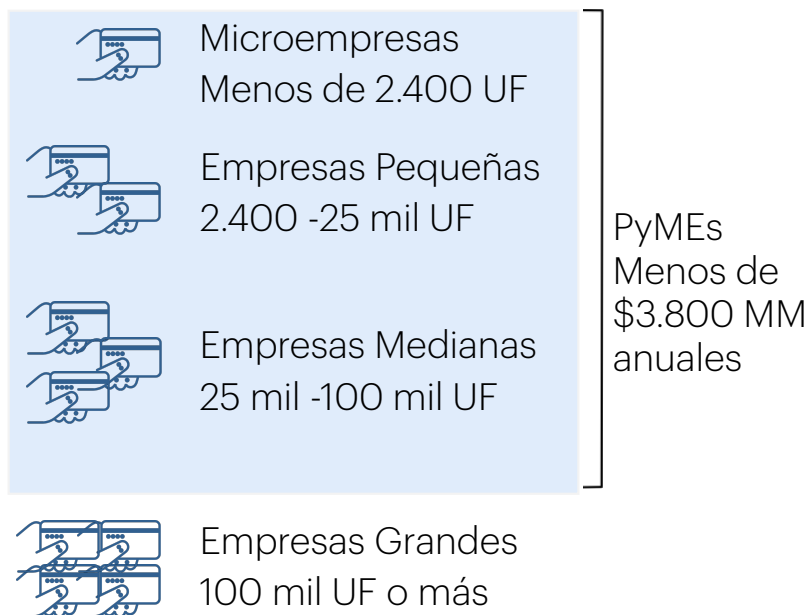 Microempresas
Menos de 2.400 UF
Empresas Pequeñas
2.400 -25 mil UF
Empresas Medianas
25 mil -100 mil UF
PyMEs
Menos de
$3.800 MM
anuales
Empresas Grandes
100 mil UF o más